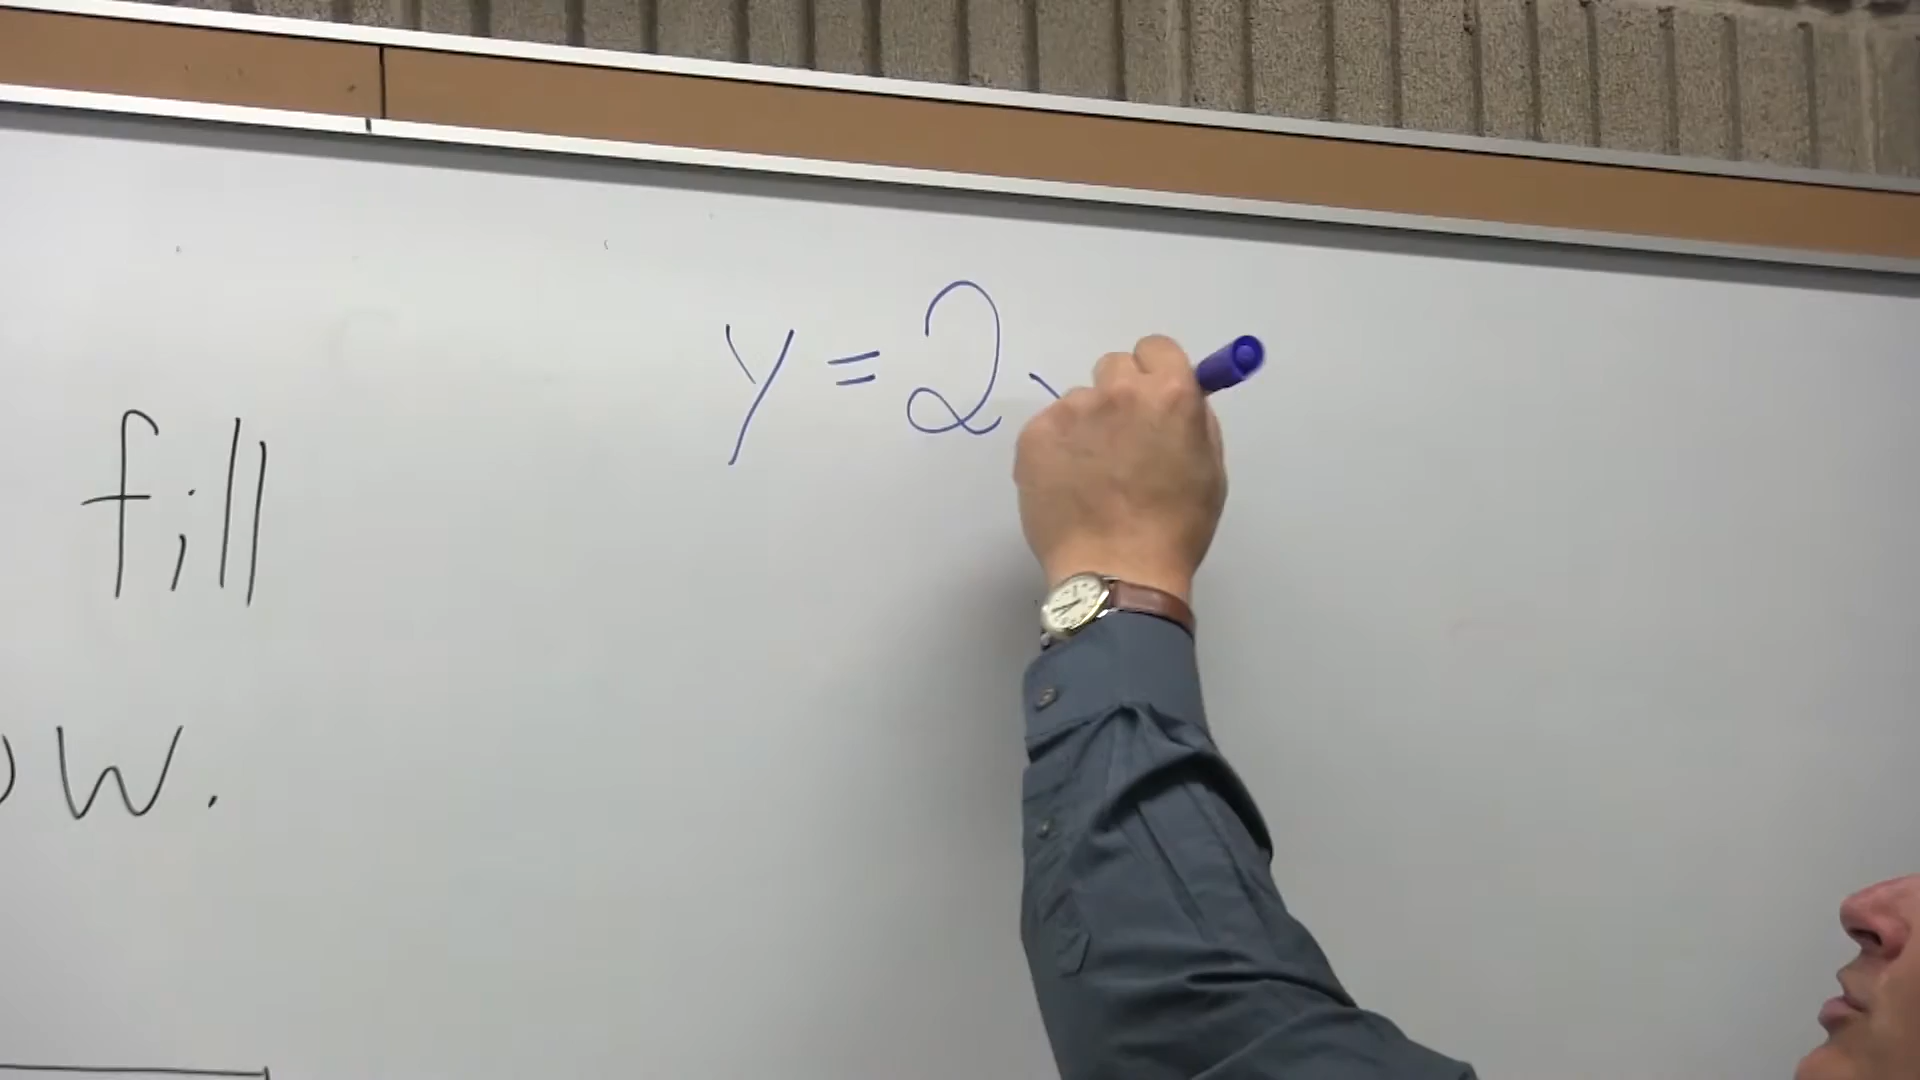 y = 2
fill
ow.